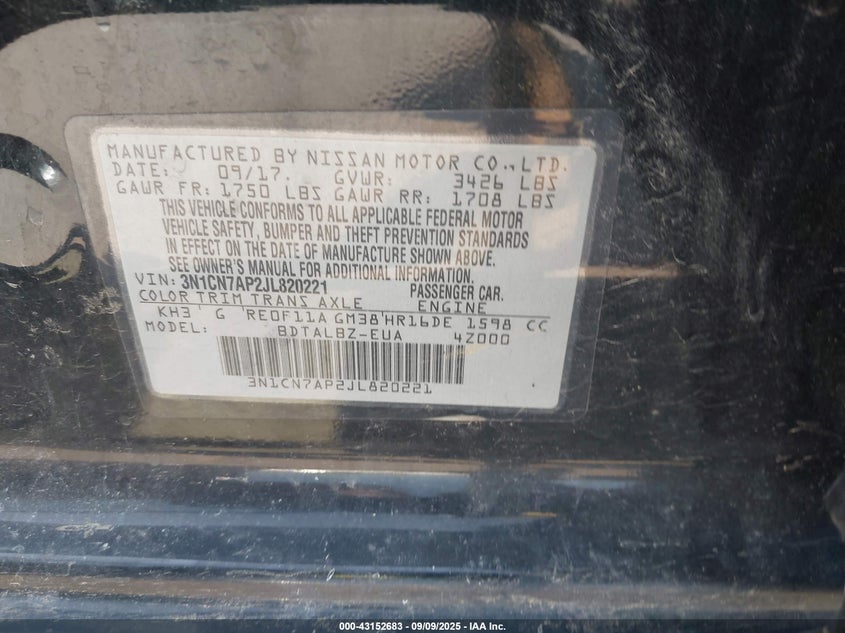 MANUFACTURED BY NISSAN MOTOR CO.,LTD.
DATE: 09/17. GVWR: 3426 LBS
GAWR FR: 1750 LBS GAWR RR: 1708 LBS
THIS VEHICLE CONFORMS TO ALL APPLICABLE FEDERAL MOTOR
VEHICLE SAFETY, BUMPER AND THEFT PREVENTION STANDARDS
IN EFFECT ON THE DATE OF MANUFACTURE SHOWN ABOVE.
SEE OWNER'S MANUAL FOR ADDITIONAL INFORMATION.
VIN: 3N1CN7AP2JL820221 PASSENGER CAR.
COLOR TRIM TRANS AXLE ENGINE
KH3 G RE0F11A GM38 HR16DE 1598 CC
MODEL: BDTALBZ-EUA 4Z000
3N1CN7AP2JL820221
000-43152683 - 09/09/2025 - IAA Inc.